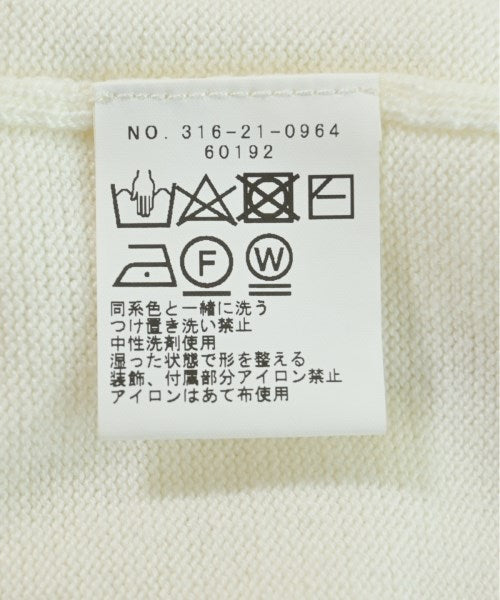 NO. 316-21-0964
60192
F W
同系色と一緒に洗う
つけ置き洗い禁止
中性洗剤使用
湿った状態で形を整える
装飾、付属部分アイロン禁止
アイロンはあて布使用